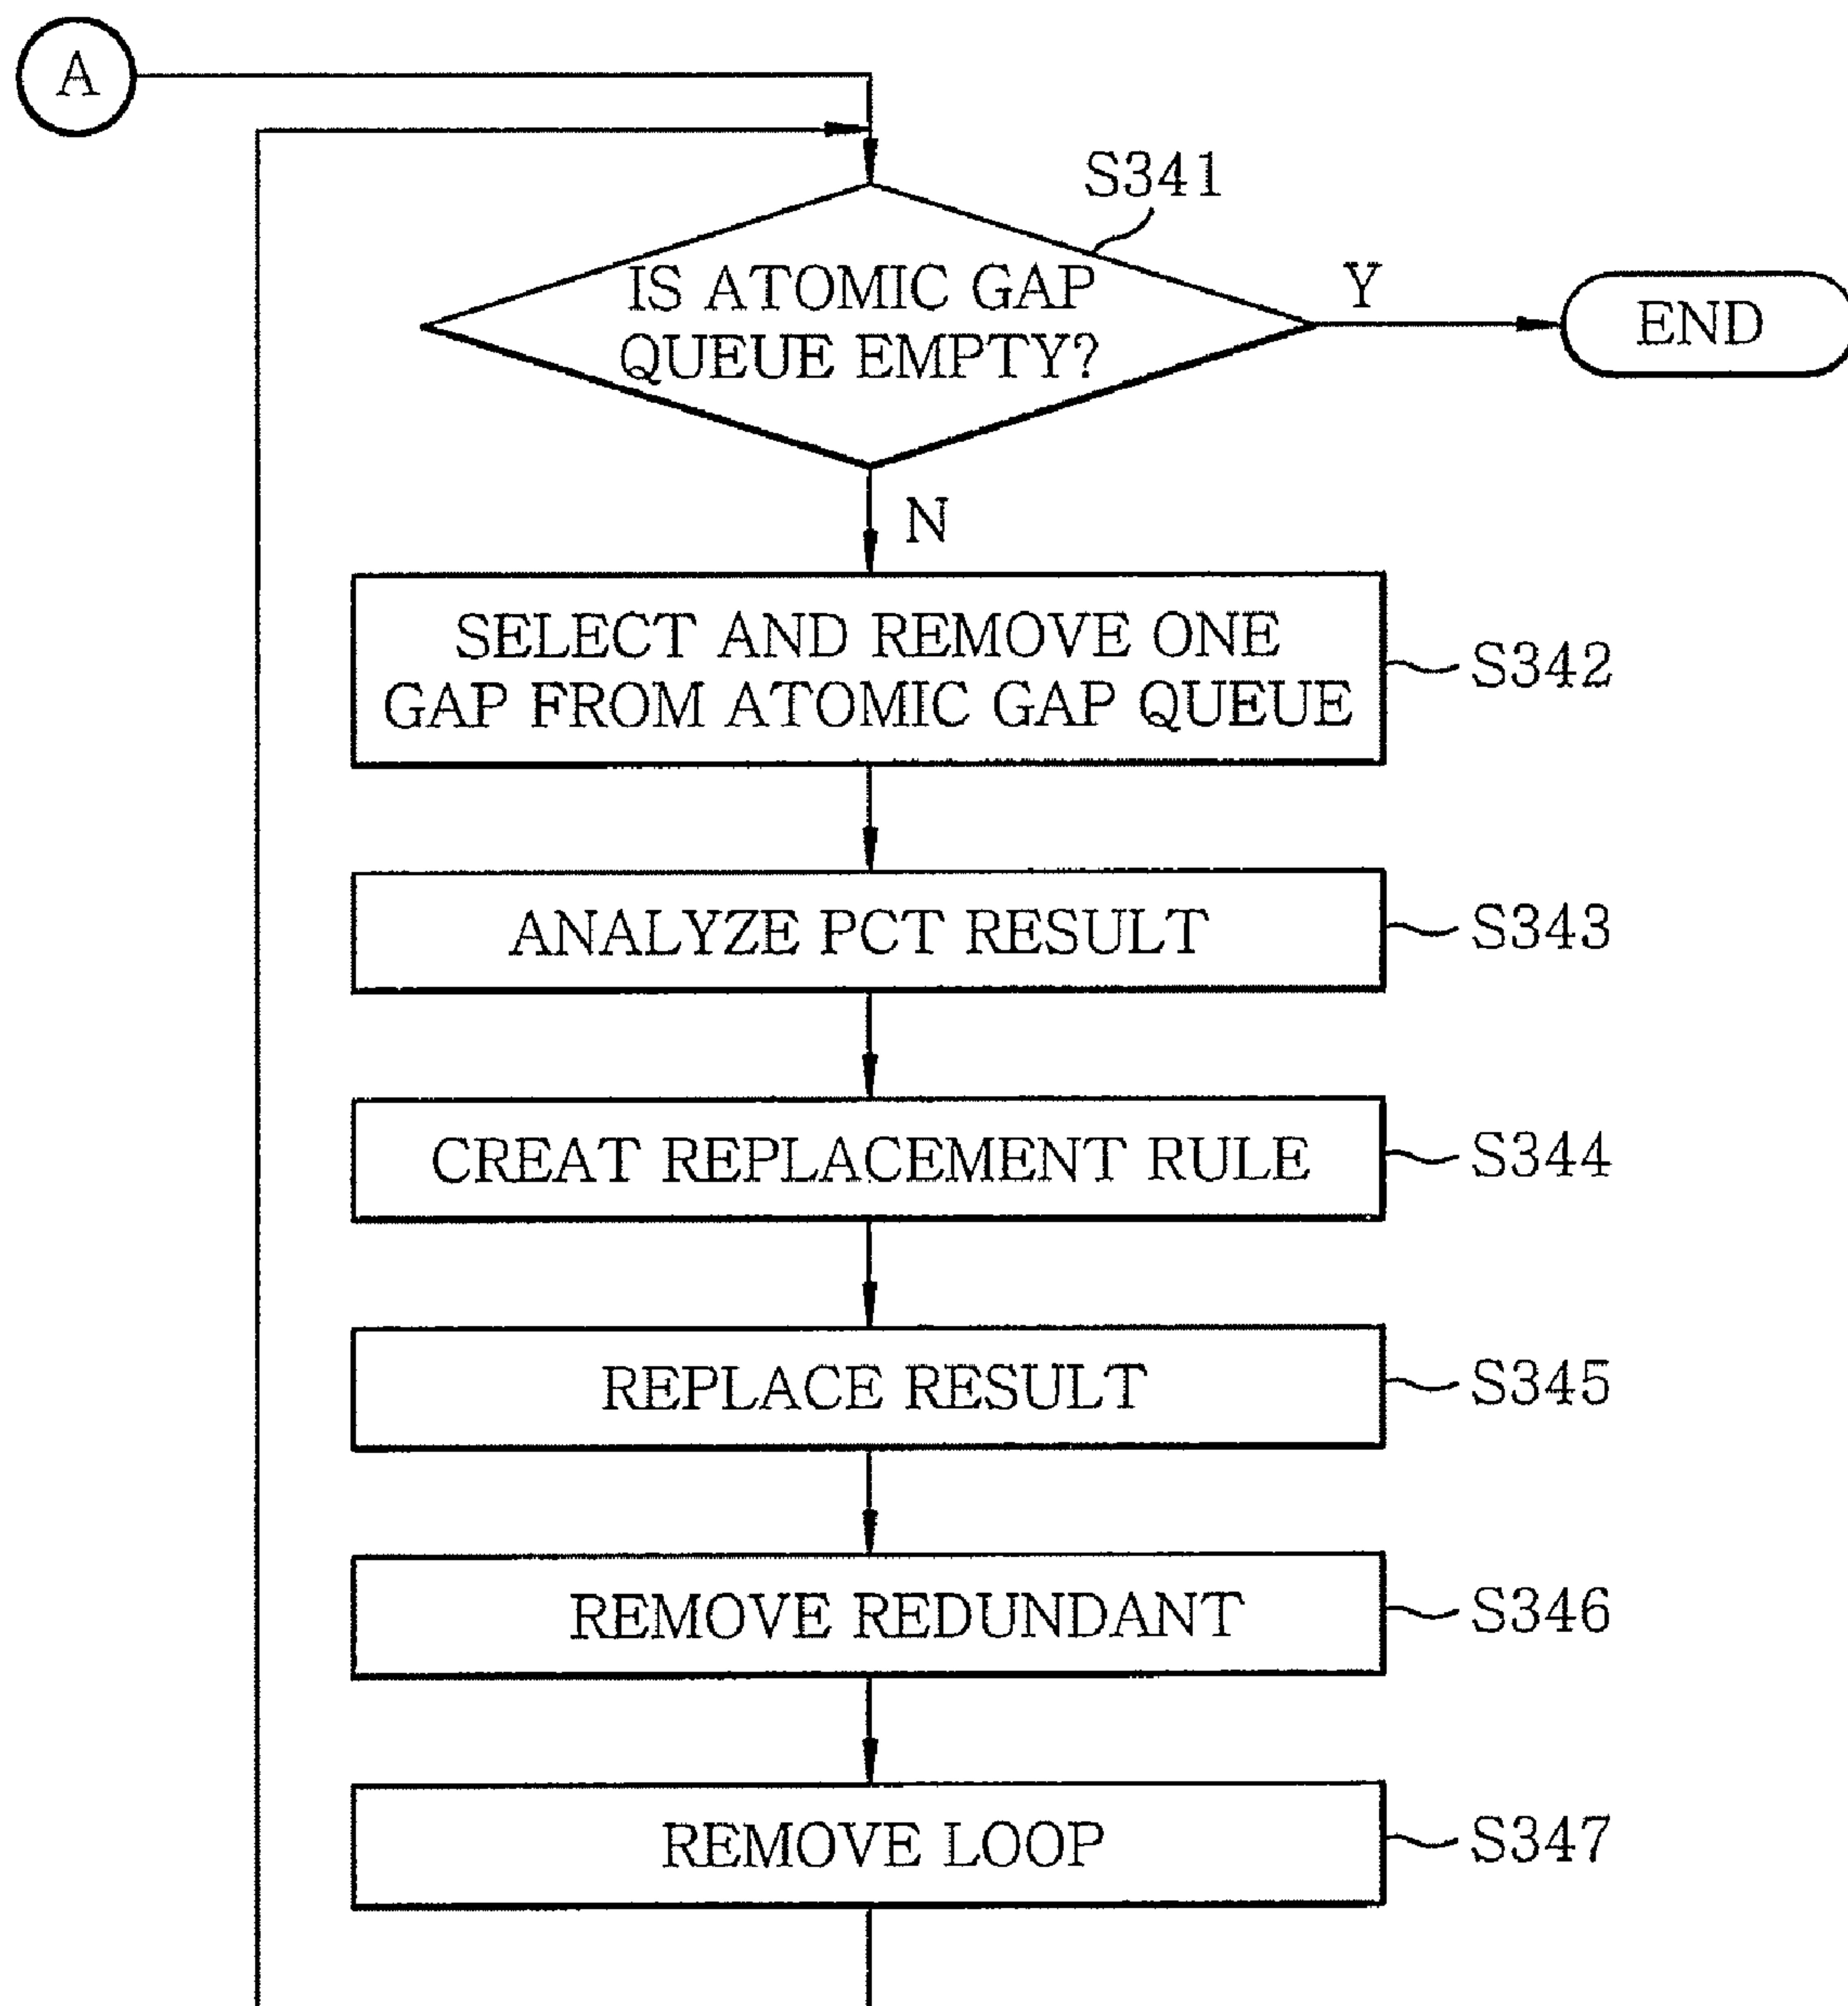 A
S341
IS ATOMIC GAP
QUEUE EMPTY?
Y
END
N
SELECT AND REMOVE ONE
GAP FROM ATOMIC GAP QUEUE
S342
ANALYZE PCT RESULT
S343
CREAT REPLACEMENT RULE
S344
REPLACE RESULT
S345
REMOVE REDUNDANT
S346
REMOVE LOOP
S347